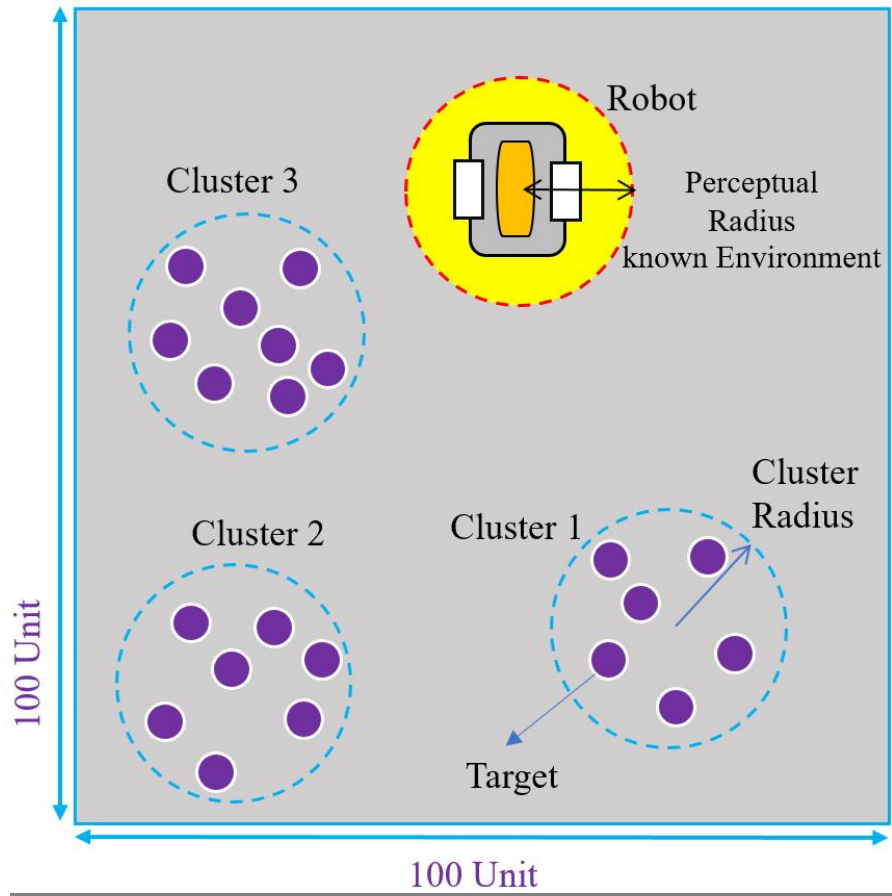 Robot
Cluster 3
Perceptual
Radius
known Environment
Cluster
Radius
Cluster 1
Cluster 2
Target
100 Unit
100 Unit